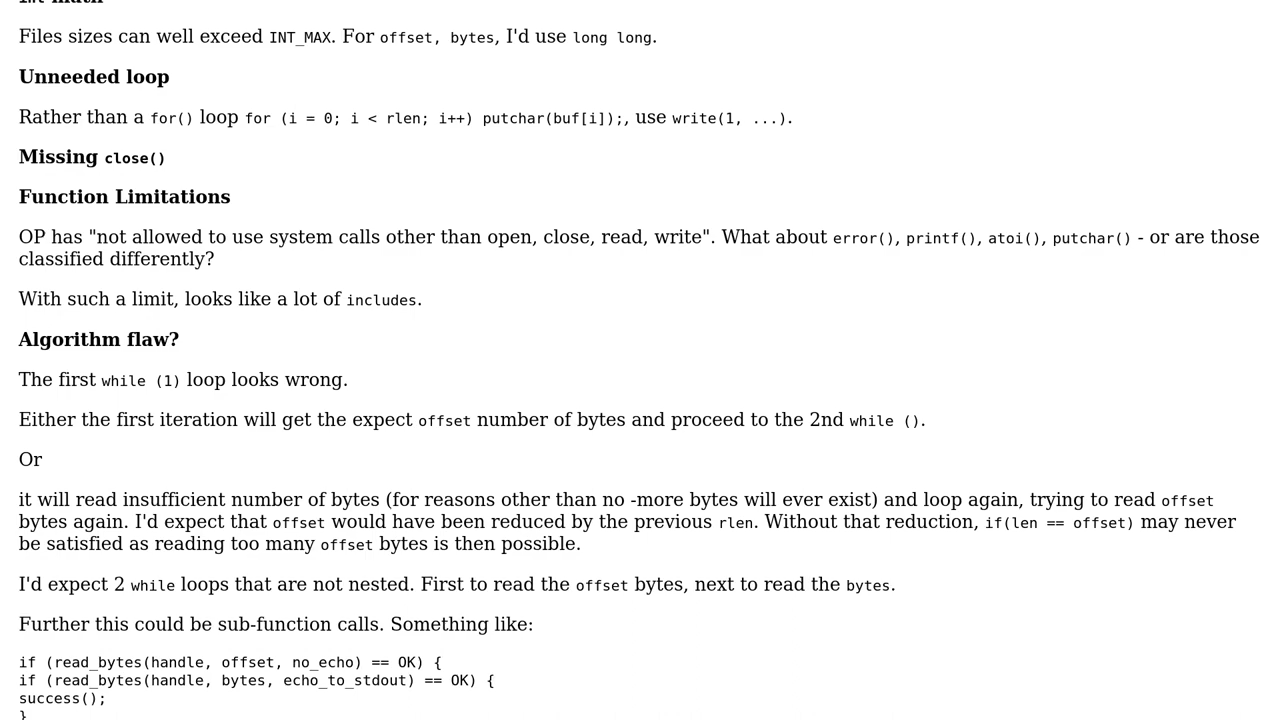 int math
Files sizes can well exceed INT_MAX. For offset, bytes, I'd use long long.
Unneeded loop
Rather than a for() loop for (i = 0; i < rlen; i++) putchar(buf[i]);, use write(1, ...).
Missing close()
Function Limitations
OP has "not allowed to use system calls other than open, close, read, write". What about error(), printf(), atoi(), putchar() - or are those
classified differently?
With such a limit, looks like a lot of includes.
Algorithm flaw?
The first while (1) loop looks wrong.
Either the first iteration will get the expect offset number of bytes and proceed to the 2nd while ().
Or
it will read insufficient number of bytes (for reasons other than no -more bytes will ever exist) and loop again, trying to read offset
bytes again. I'd expect that offset would have been reduced by the previous rlen. Without that reduction, if(len == offset) may never
be satisfied as reading too many offset bytes is then possible.
I'd expect 2 while loops that are not nested. First to read the offset bytes, next to read the bytes.
Further this could be sub-function calls. Something like:
if (read_bytes(handle, offset, no_echo) == OK) {
if (read_bytes(handle, bytes, echo_to_stdout) == OK) {
success();
}